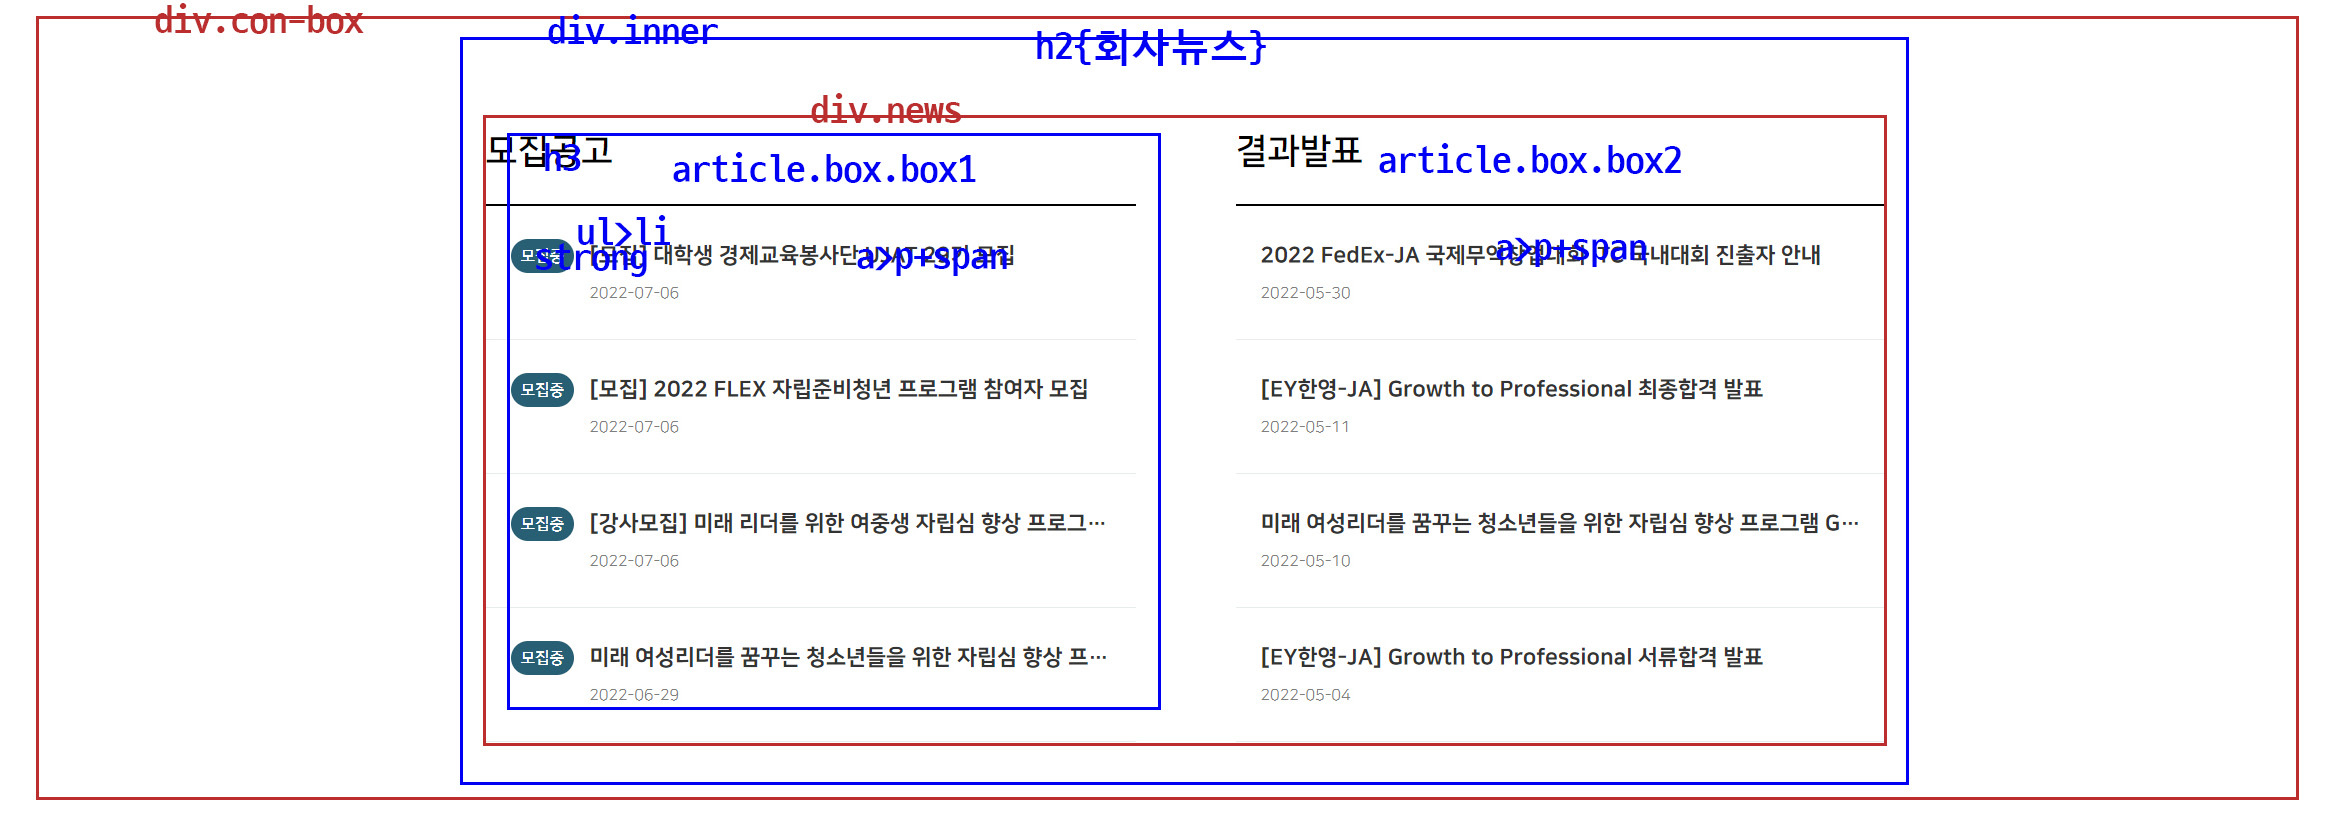 div.con-box
div.inner
h2{회사뉴스}
div.news
모집공고
h3
article.box.box1
ul>li
strong
a>p+span
모집중
[모집] 대학생 경제교육봉사단 모집
2022-07-06
모집중
[모집] 2022 FLEX 자립준비청년 프로그램 참여자 모집
2022-07-06
모집중
[강사모집] 미래 리더를 위한 여중생 자립심 향상 프로그…
2022-07-06
모집중
미래 여성리더를 꿈꾸는 청소년들을 위한 자립심 향상 프…
2022-06-29
결과발표
article.box.box2
a>p+span
2022 FedEx-JA 국제무역창업대회 국내대회 진출자 안내
2022-05-30
[EY한영-JA] Growth to Professional 최종합격 발표
2022-05-11
미래 여성리더를 꿈꾸는 청소년들을 위한 자립심 향상 프로그램 G…
2022-05-10
[EY한영-JA] Growth to Professional 서류합격 발표
2022-05-04